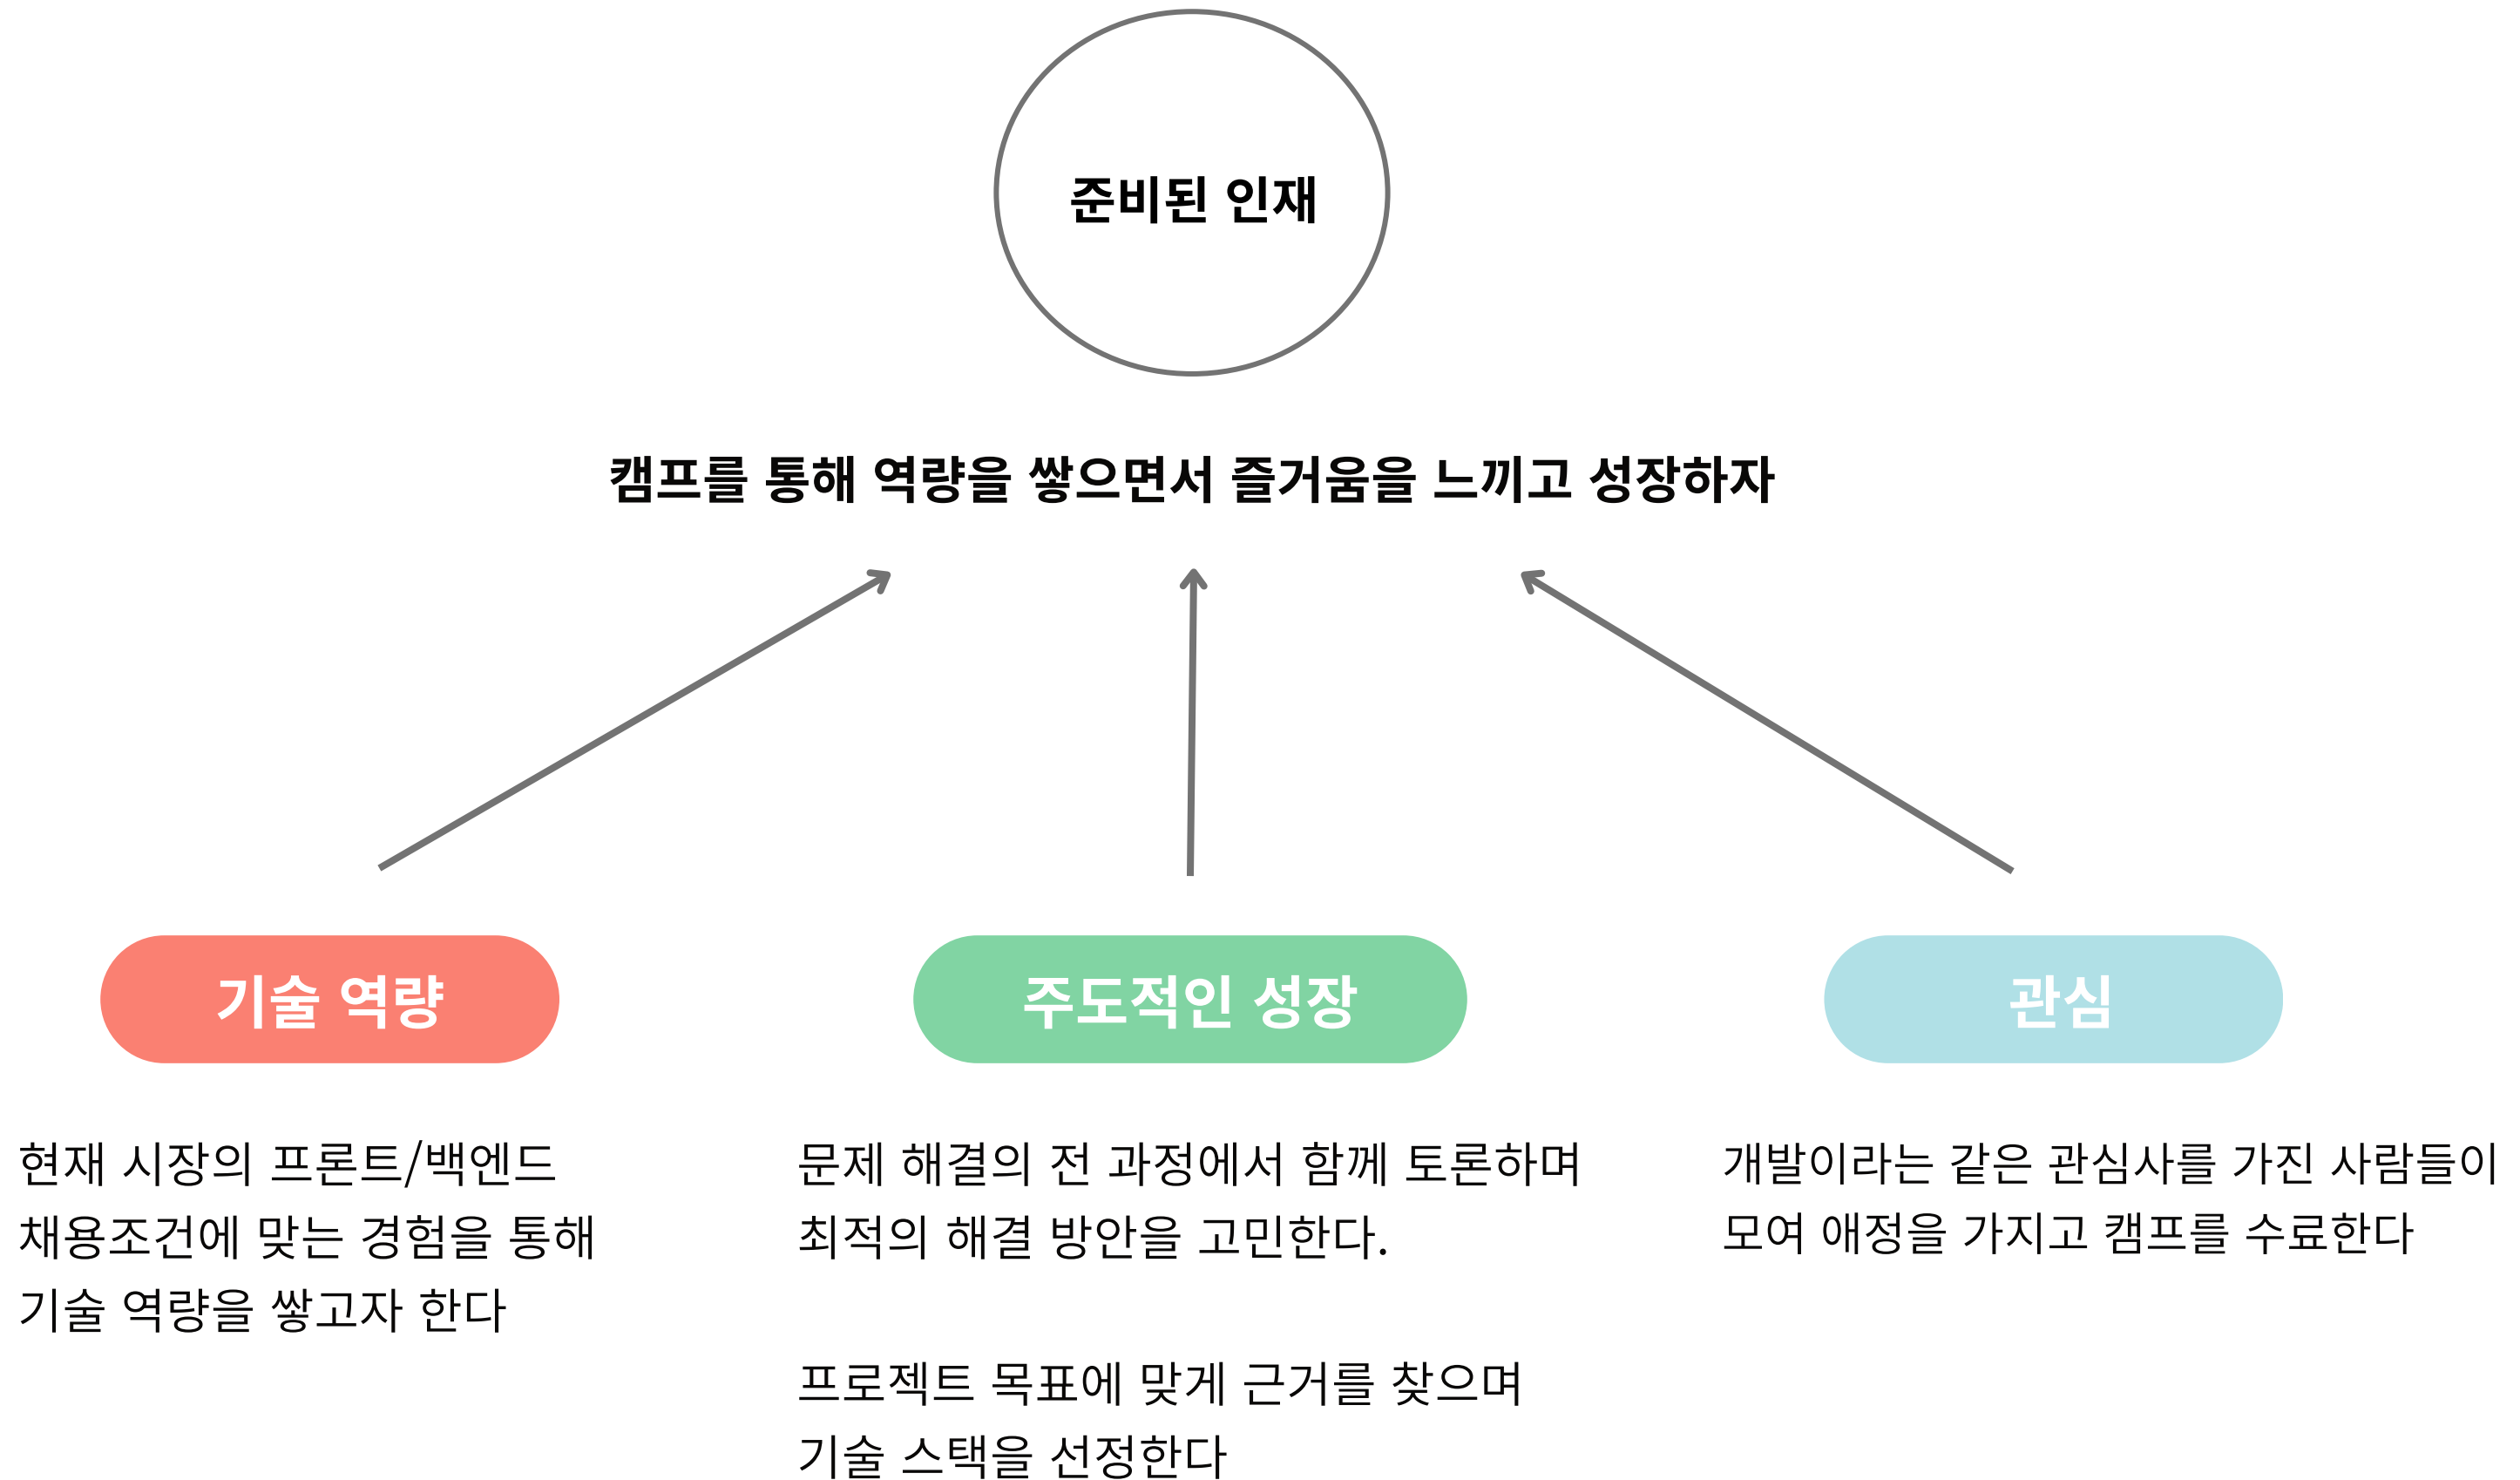 준비된 인재
캠프를 통해 역량을 쌓으면서 즐거움을 느끼고 성장하자
기술 역량
주도적인 성장
관심
현재 시장의 프론트/백엔드
채용조건에 맞는 경험을 통해
기술 역량을 쌓고자 한다
문제 해결의 과정에서 함께 토론하며
최적의 해결 방안을 고민한다.
프로젝트 목표에 맞게 근거를 찾으며
기술 스택을 선정한다
개발이라는 같은 관심사를 가진 사람들이
모여 애정을 가지고 캠프를 수료한다